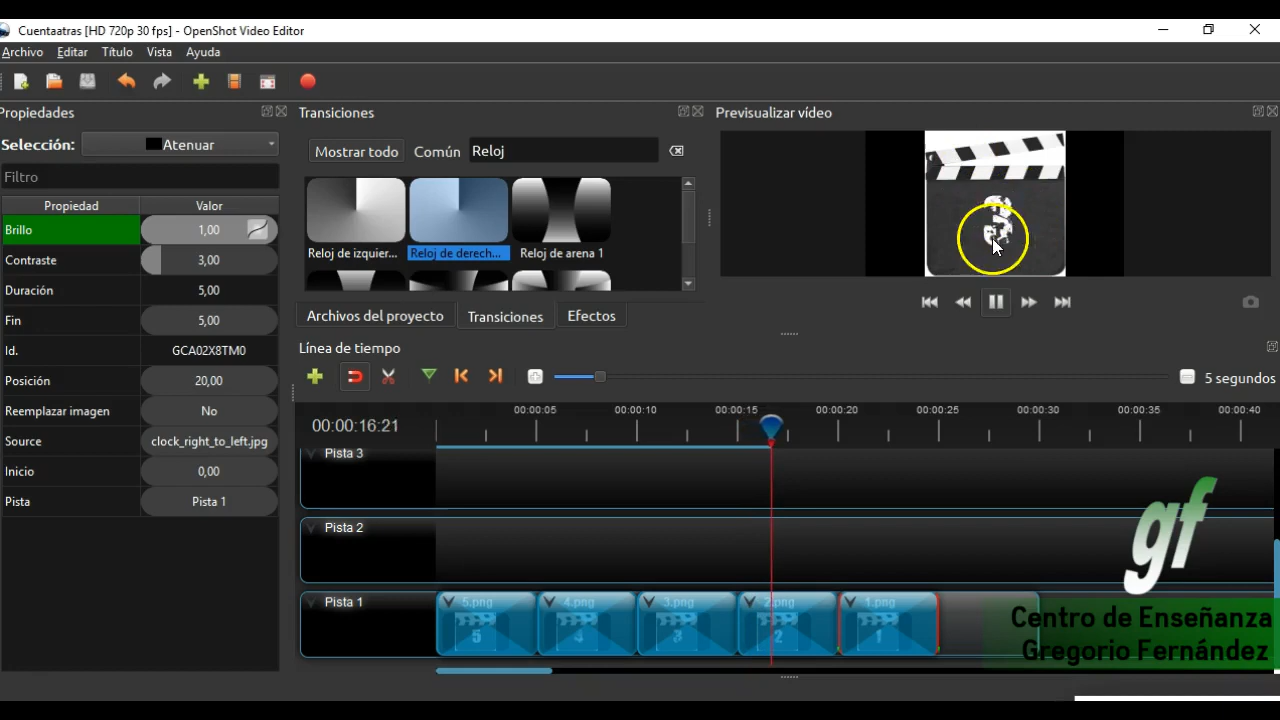 Cuentaatras [HD 720p 30 fps] - OpenShot Video Editor
Archivo Editar Título Vista Ayuda
Propiedades
Selección: Atenuar
Filtro
Propiedad Valor
Brillo 1,00
Contraste 3,00
Duración 5,00
Fin 5,00
Id. GCA02X8TM0
Posición 20,00
Reemplazar imagen No
Source clock_right_to_left.jpg
Inicio 0,00
Pista Pista 1
Transiciones
Mostrar todo Común Reloj
Reloj de izquier... Reloj de derech... Reloj de arena 1
Archivos del proyecto Transiciones Efectos
Previsualizar vídeo
Línea de tiempo
5 segundos
00:00:16:21
00:00:05 00:00:10 00:00:15 00:00:20 00:00:25 00:00:30 00:00:35 00:00:40
Pista 3
Pista 2
Pista 1
5.png 4.png 3.png 2.png 1.png
5 4 3 2 1
gf
Centro de Enseñanza
Gregorio Fernández